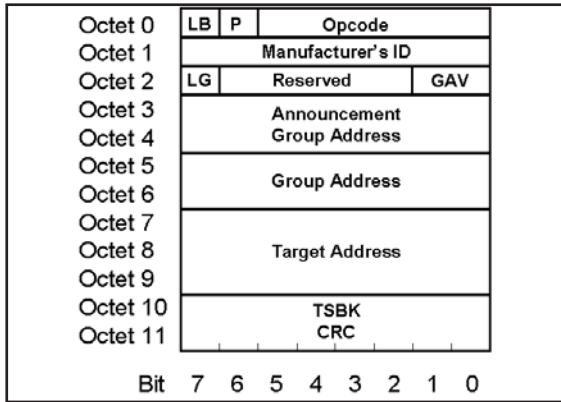 Octet 0 LB P Opcode
Octet 1 Manufacturer's ID
Octet 2 LG Reserved GAV
Octet 3 Announcement
Octet 4 Group Address
Octet 5
Group Address
Octet 6
Octet 7
Octet 8 Target Address
Octet 9
Octet 10 TSBK
Octet 11 CRC
Bit 7 6 5 4 3 2 1 0